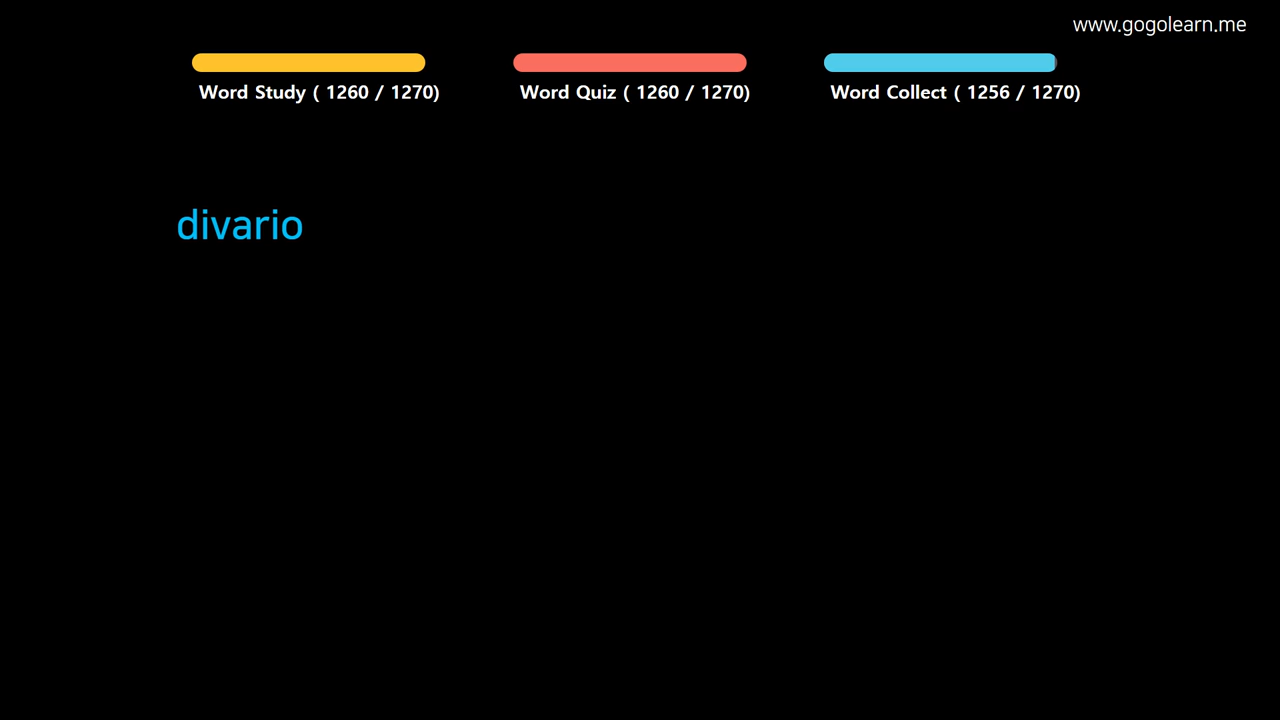 www.gogolearn.me
Word Study ( 1260 / 1270)
Word Quiz ( 1260 / 1270)
Word Collect ( 1256 / 1270)
divario